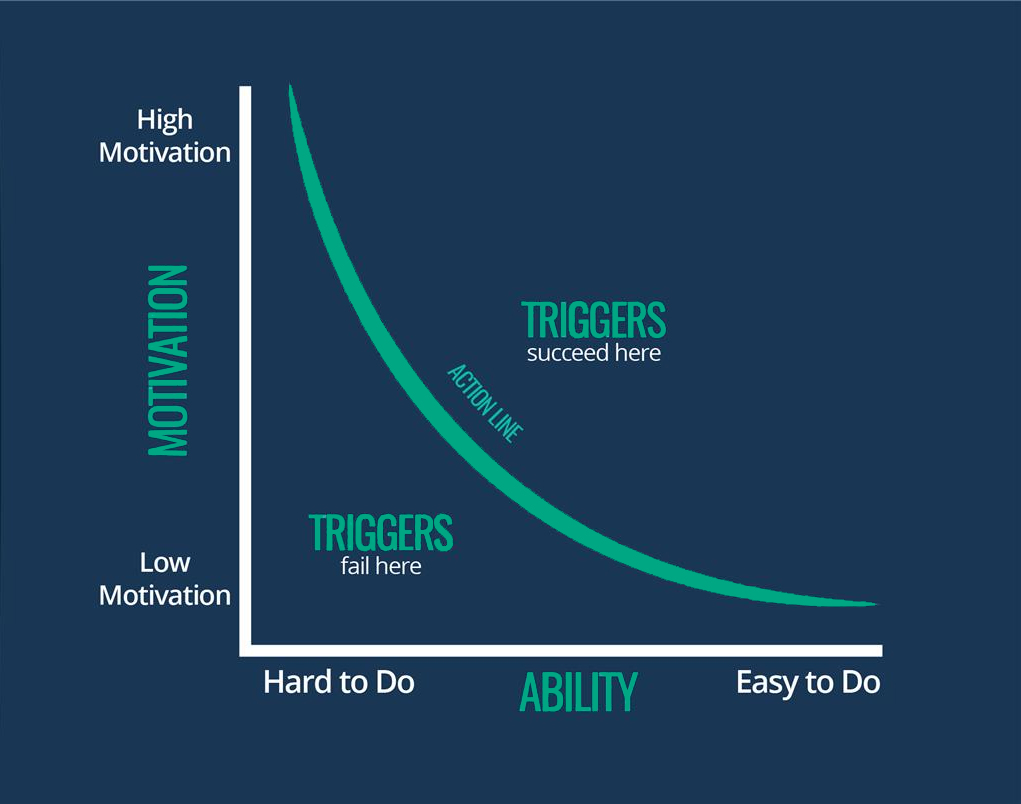 High
Motivation
MOTIVATION
TRIGGERS
succeed here
ACTION LINE
TRIGGERS
fail here
Low
Motivation
Hard to Do
ABILITY
Easy to Do